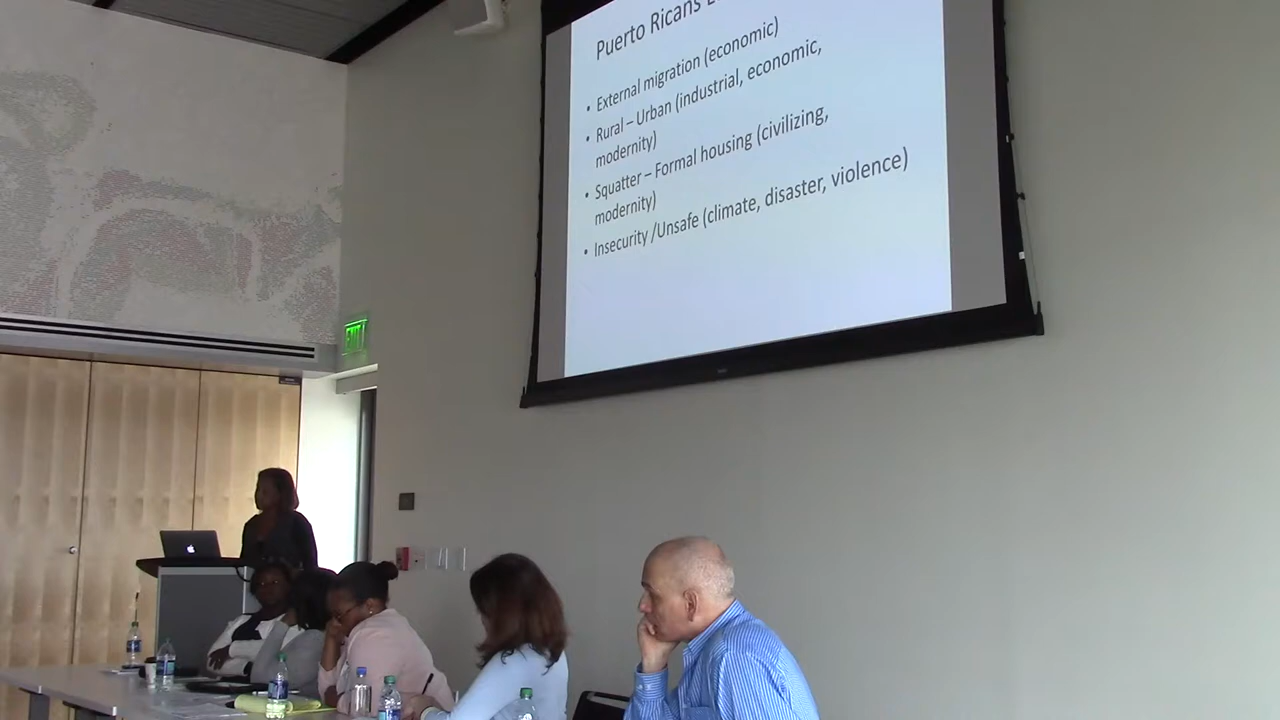 Puerto Ricans
• External migration (economic)
• Rural – Urban (industrial, economic,
modernity)
• Squatter – Formal housing (civilizing,
modernity)
• Insecurity /Unsafe (climate, disaster, violence)
EXIT